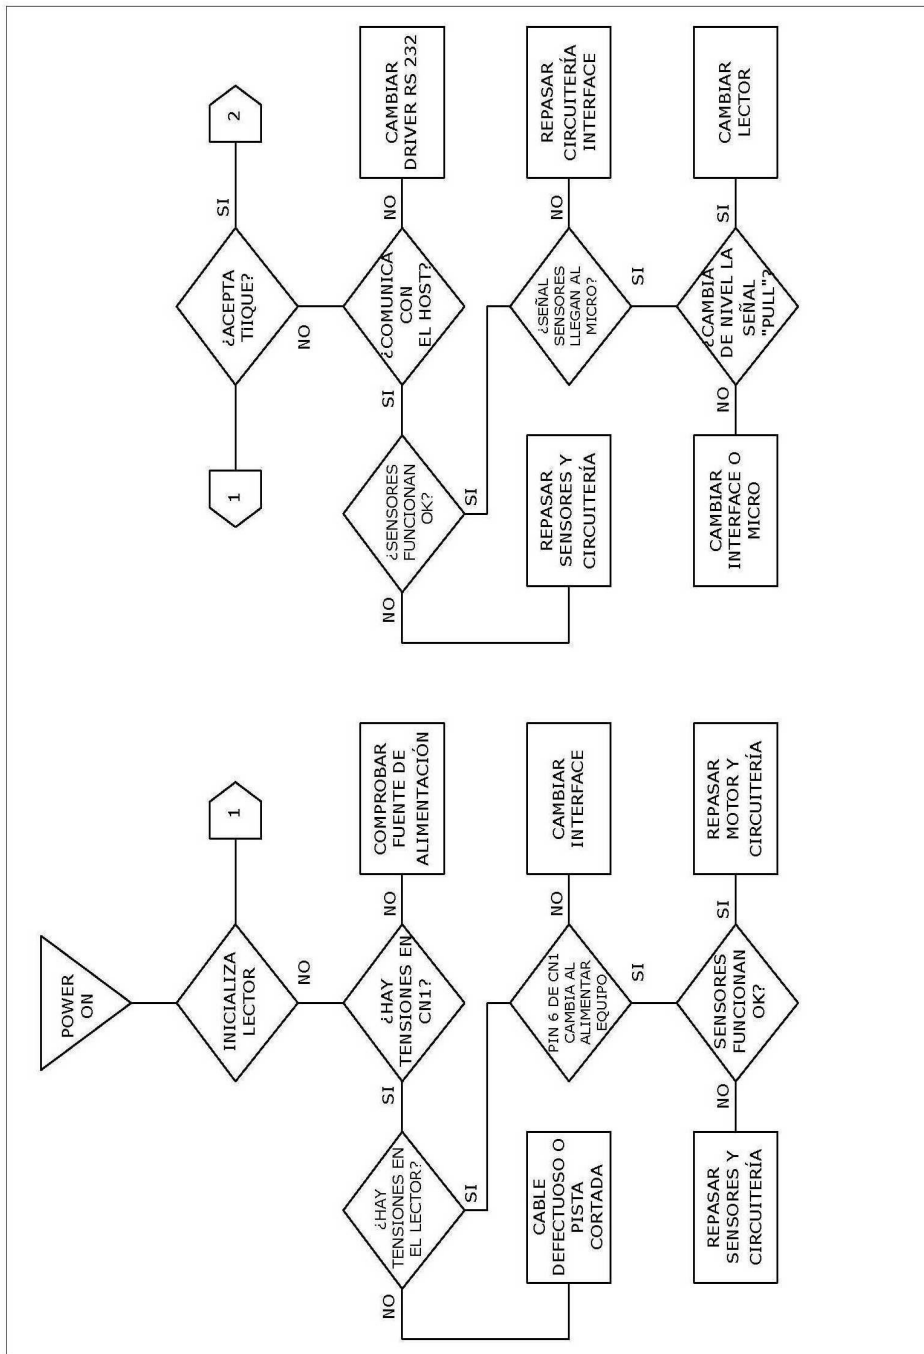 POWER
ON
INICIALIZA
LECTOR
1
NO
¿HAY
TENSIONES EN
CN1?
NO
COMPROBAR
FUENTE DE
ALIMENTACIÓN
SI
¿HAY
TENSIONES EN
EL LECTOR?
NO
CABLE
DEFECTUOSO O
PISTA
CORTADA
SI
PIN 6 DE CN1
CAMBIA AL
ALIMENTAR
EQUIPO
NO
CAMBIAR
INTERFACE
SI
SENSORES
FUNCIONAN
OK?
SI
REPASAR
MOTOR Y
CIRCUITERÍA
NO
REPASAR
SENSORES Y
CIRCUITERÍA
1
¿ACEPTA
TIIQUE?
SI
2
NO
¿COMUNICA
CON
EL HOST?
NO
CAMBIAR
DRIVER RS 232
SI
¿SENSORES
FUNCIONAN
OK?
NO
REPASAR
SENSORES Y
CIRCUITERÍA
SI
¿SEÑAL
SENSORES
LLEGAN AL
MICRO?
NO
REPASAR
CIRCUITERÍA
INTERFACE
SI
¿CAMBIA
DE NIVEL LA
SEÑAL
"PULL"?
SI
CAMBIAR
LECTOR
NO
CAMBIAR
INTERFACE O
MICRO